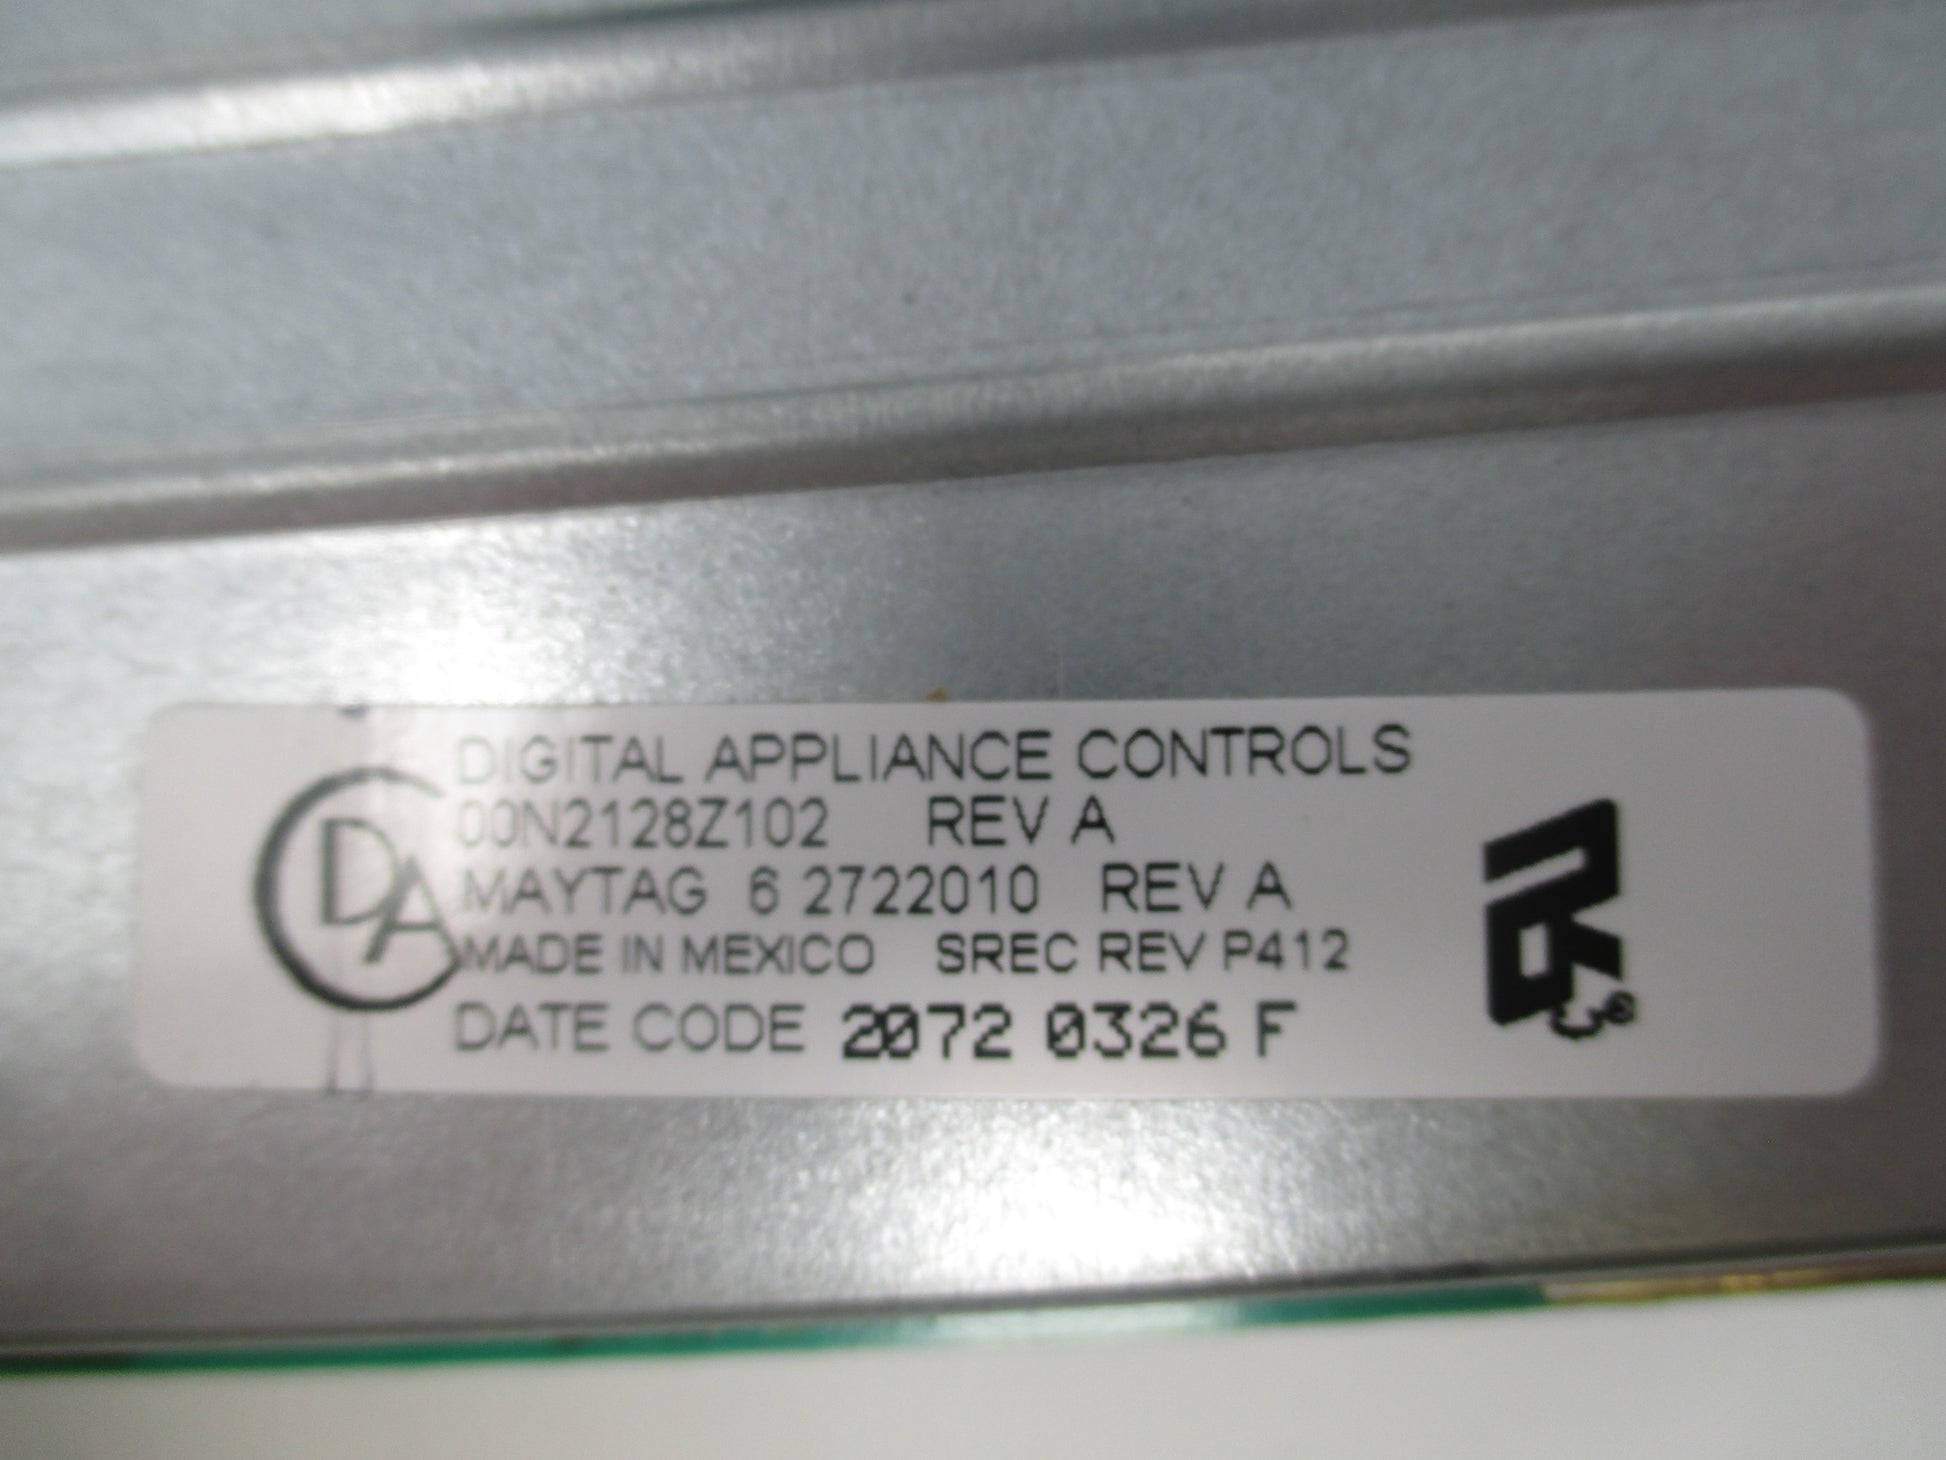 DIGITAL APPLIANCE CONTROLS
00N2128Z102 REV A
DA
MAYTAG 6 2722010 REV A
MADE IN MEXICO SREC REV P412
DATE CODE 2072 0326 F